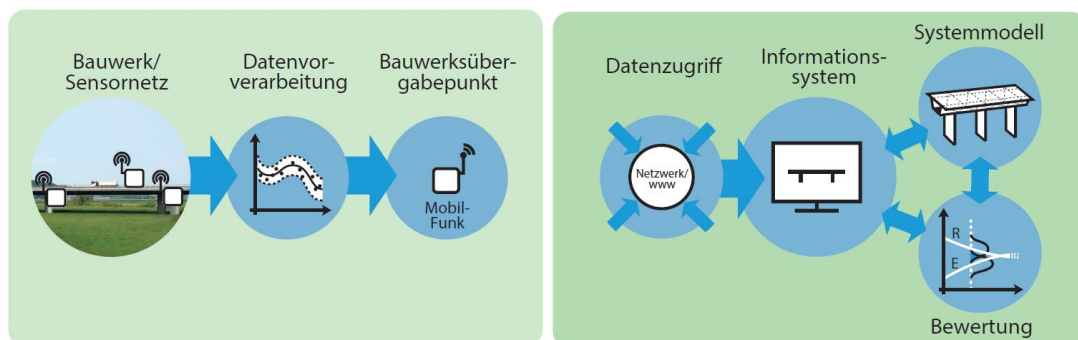 Bauwerk/
Sensornetz
Datenvor-
verarbeitung
Bauwerksüber-
gabepunkt
Mobil-
Funk
Datenzugriff
Netzwerk/
www
Informations-
system
Systemmodell
R
E
Bewertung